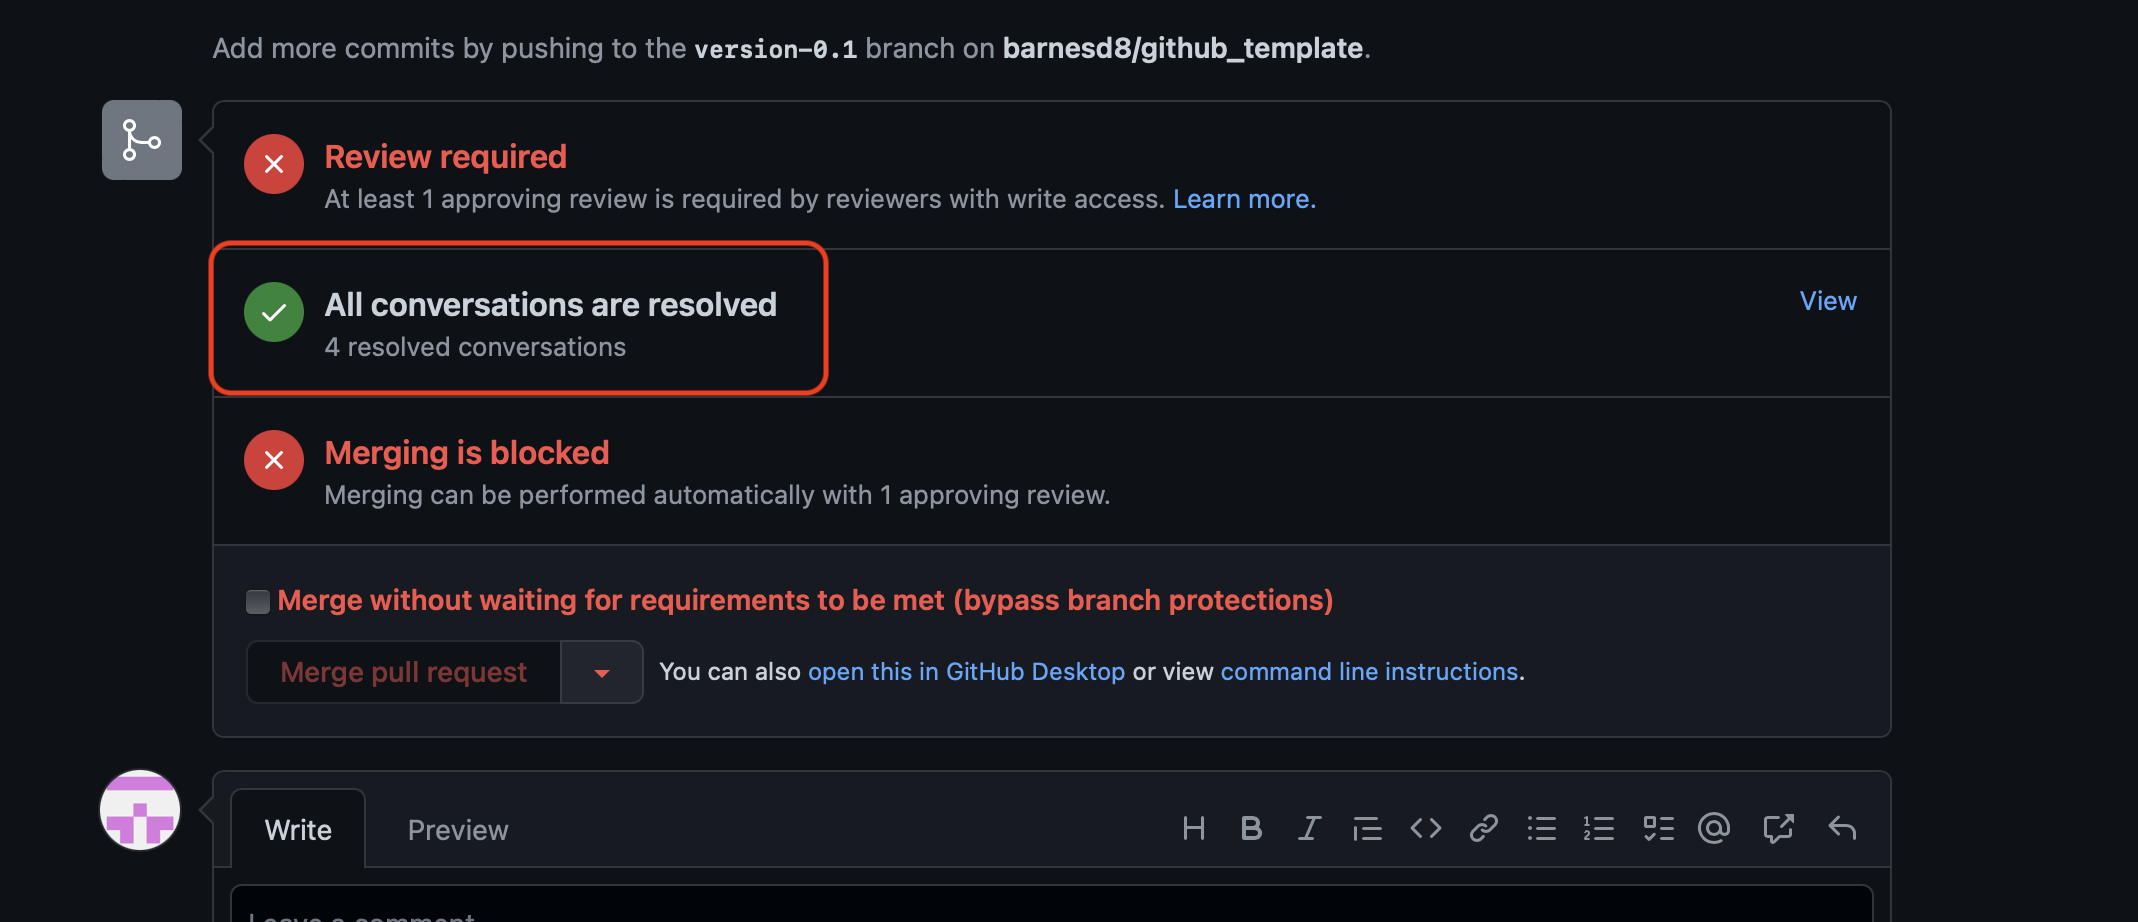 Add more commits by pushing to the version-0.1 branch on barnesd8/github_template.
Review required
At least 1 approving review is required by reviewers with write access. Learn more.
All conversations are resolved
View
4 resolved conversations
Merging is blocked
Merging can be performed automatically with 1 approving review.
Merge without waiting for requirements to be met (bypass branch protections)
Merge pull request
You can also open this in GitHub Desktop or view command line instructions.
Write
Preview
Leave a comment